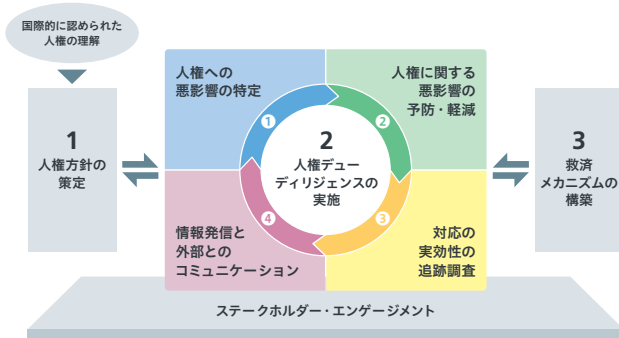 国際的に認められた
人権の理解
1
人権方針の
策定
人権への
悪影響の特定
人権に関する
悪影響の
予防・軽減
1
2
2
人権デュー
ディリジェンスの
実施
4
3
情報発信と
外部との
コミュニケーション
対応の
実効性の
追跡調査
3
救済
メカニズムの
構築
ステークホルダー・エンゲージメント